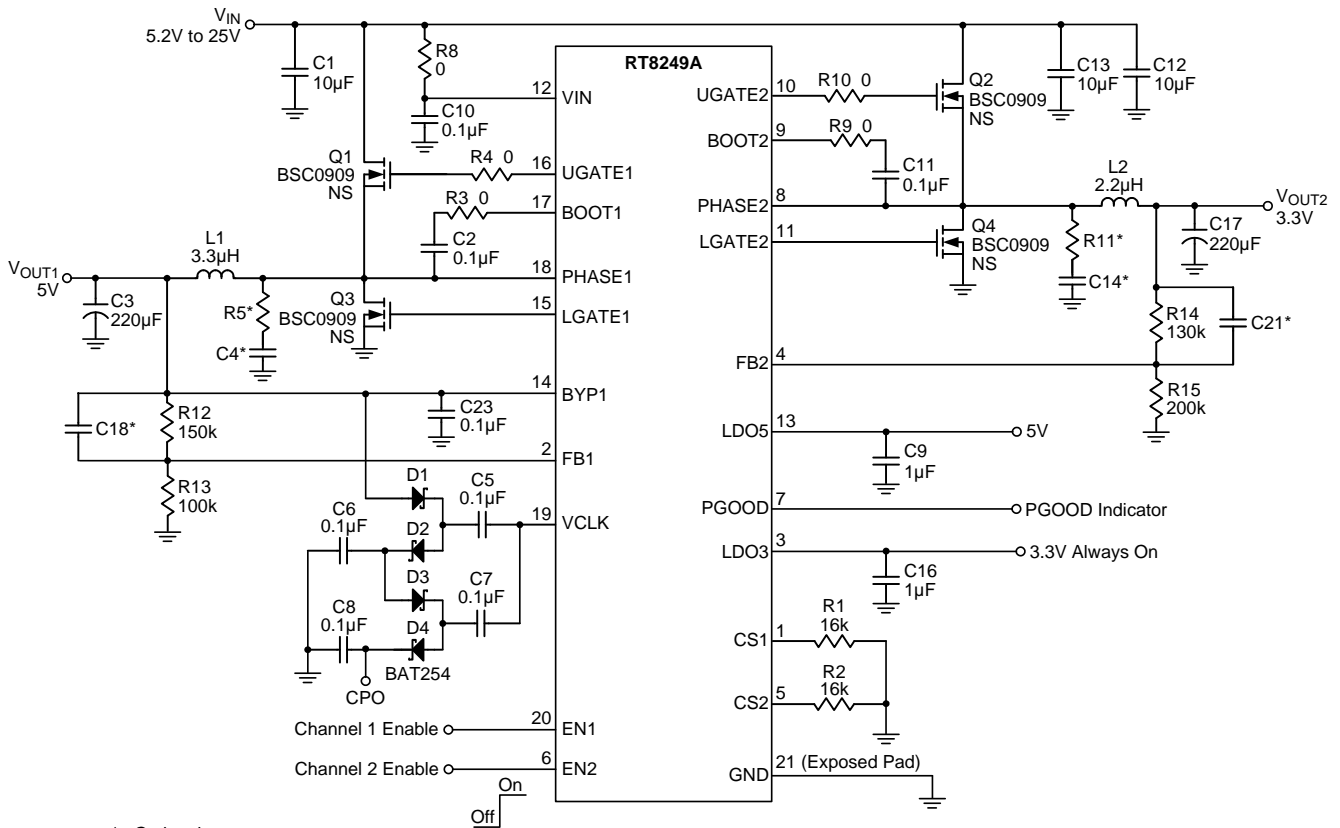 VIN
5.2V to 25V
C1
10µF
R8
0
12
VIN
C10
0.1µF
RT8249A
UGATE2
10
R10 0
Q2
BSC0909
NS
C13
10µF
C12
10µF
BOOT2
9
R9 0
C11
0.1µF
Q1
BSC0909
NS
R4 0
16
UGATE1
R3 0
17
BOOT1
C2
0.1µF
PHASE2
8
L2
2.2µH
VOUT2
3.3V
LGATE2
11
Q4
BSC0909
NS
R11*
C14*
C17
220µF
L1
3.3µH
VOUT1
5V
C3
220µF
R5*
C4*
18
PHASE1
Q3
BSC0909
NS
15
LGATE1
R14
130k
C21*
FB2
4
R15
200k
14
BYP1
C23
0.1µF
C18*
R12
150k
2
FB1
R13
100k
LDO5
13
5V
C9
1µF
D1
C5
0.1µF
19
VCLK
C6
0.1µF
D2
D3
C7
0.1µF
C8
0.1µF
D4
BAT254
CPO
PGOOD
7
PGOOD Indicator
LDO3
3
3.3V Always On
C16
1µF
CS1
1
R1
16k
CS2
5
R2
16k
Channel 1 Enable
20
EN1
Channel 2 Enable
6
EN2
On
Off
GND
21 (Exposed Pad)